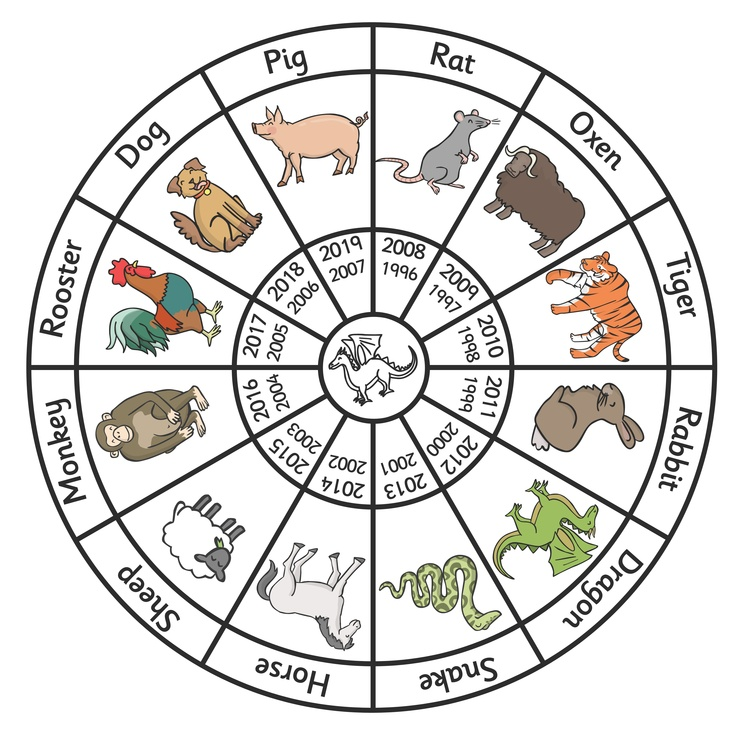 Rat
2008
1996
Oxen
2009
1997
Tiger
2010
1998
Rabbit
2011
1999
Dragon
2012
2000
Snake
2013
2001
Horse
2014
2002
Sheep
2015
2003
Monkey
2016
2004
Rooster
2017
2005
Dog
2018
2006
Pig
2019
2007